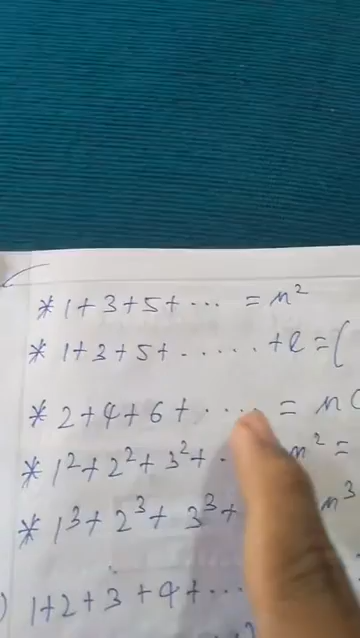 * 1+3+5+ ... = n²
* 1+3+5+ ..... +l = (
* 2+4+6+ .... = n(
* 1²+2²+3²+ . n² =
* 1³+2³+3³+ n³
) 1+2+3+4+ ...